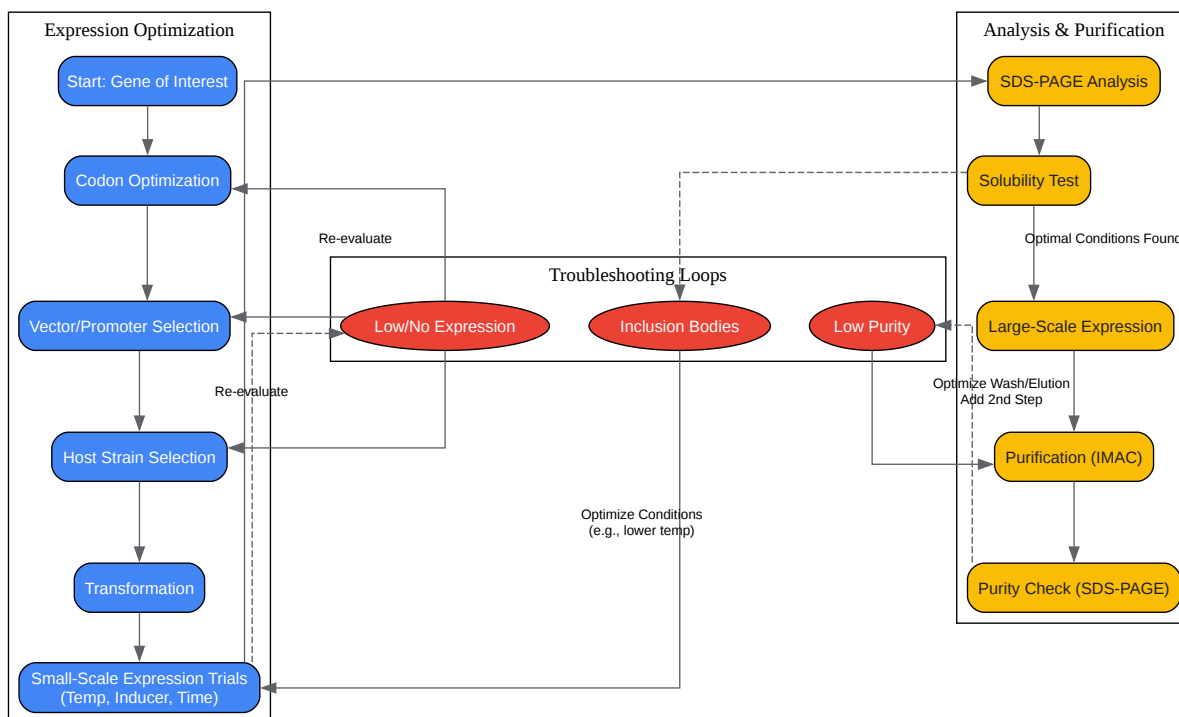 Expression Optimization
Start: Gene of Interest
Codon Optimization
Vector/Promoter Selection
Host Strain Selection
Transformation
Small-Scale Expression Trials
(Temp, Inducer, Time)
Re-evaluate
Re-evaluate
Troubleshooting Loops
Low/No Expression
Inclusion Bodies
Low Purity
Optimize Conditions
(e.g., lower temp)
Analysis & Purification
SDS-PAGE Analysis
Solubility Test
Optimal Conditions Found
Large-Scale Expression
Optimize Wash/Elution
Add 2nd Step
Purification (IMAC)
Purity Check (SDS-PAGE)